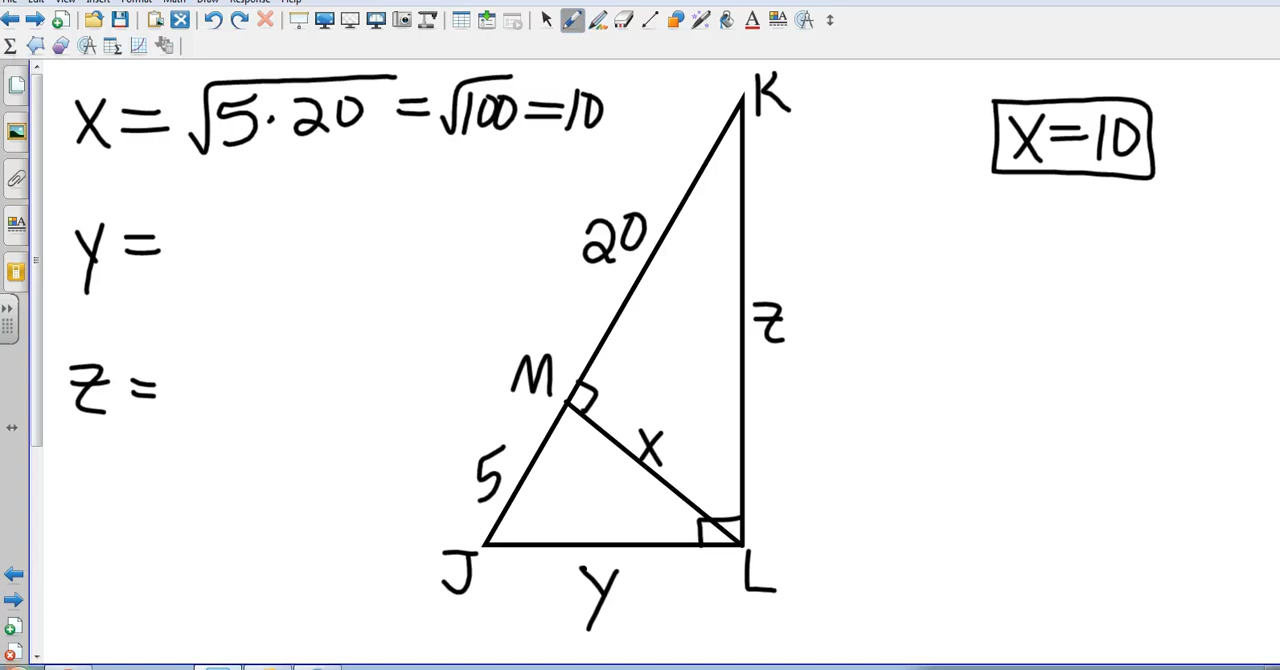 x = √5·20 = √100 = 10
K
x = 10
20
y =
z
M
z =
x
5
J
y
L